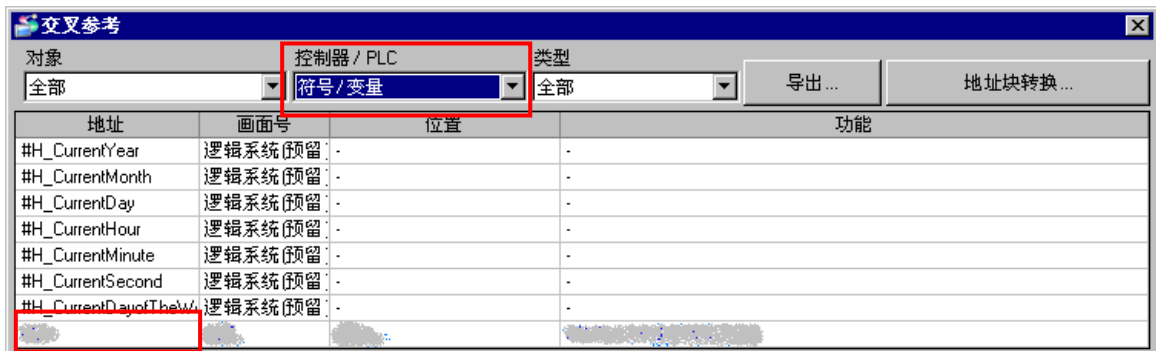 交叉参考
对象 控制器 / PLC 类型
全部 符号/变量 全部 导出... 地址块转换...
地址 画面号 位置 功能
#H_CurrentYear 逻辑系统(预留 - -
#H_CurrentMonth 逻辑系统(预留 - -
#H_CurrentDay 逻辑系统(预留 - -
#H_CurrentHour 逻辑系统(预留 - -
#H_CurrentMinute 逻辑系统(预留 - -
#H_CurrentSecond 逻辑系统(预留 - -
#H_CurrentDayofTheW 逻辑系统(预留 - -